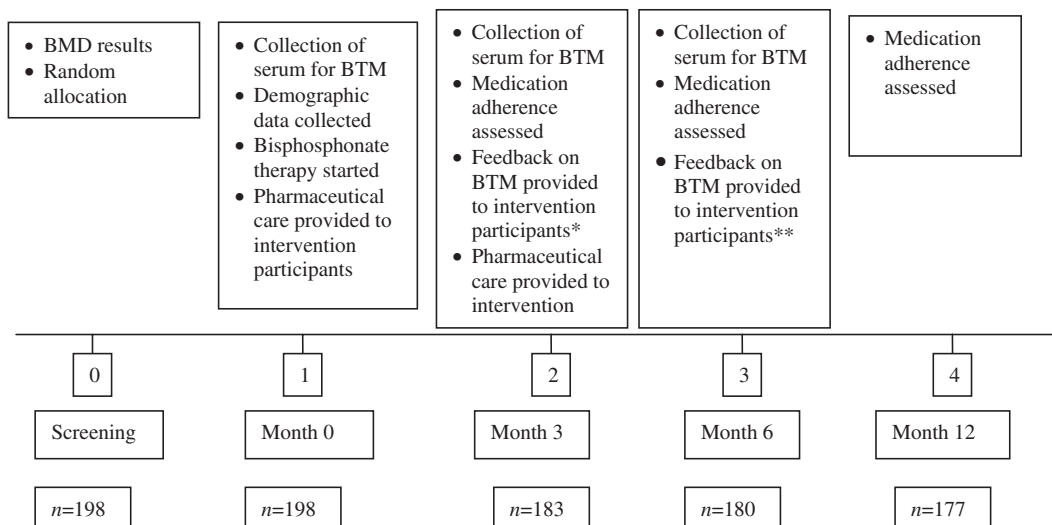 • BMD results
• Random
allocation
• Collection of
serum for BTM
• Demographic
data collected
• Bisphosphonate
therapy started
• Pharmaceutical
care provided to
intervention
participants
• Collection of
serum for BTM
• Medication
adherence
assessed
• Feedback on
BTM provided
to intervention
participants*
• Pharmaceutical
care provided to
intervention
• Collection of
serum for BTM
• Medication
adherence
assessed
• Feedback on
BTM provided
to intervention
participants**
• Medication
adherence
assessed
0
1
2
3
4
Screening
Month 0
Month 3
Month 6
Month 12
n=198
n=198
n=183
n=180
n=177